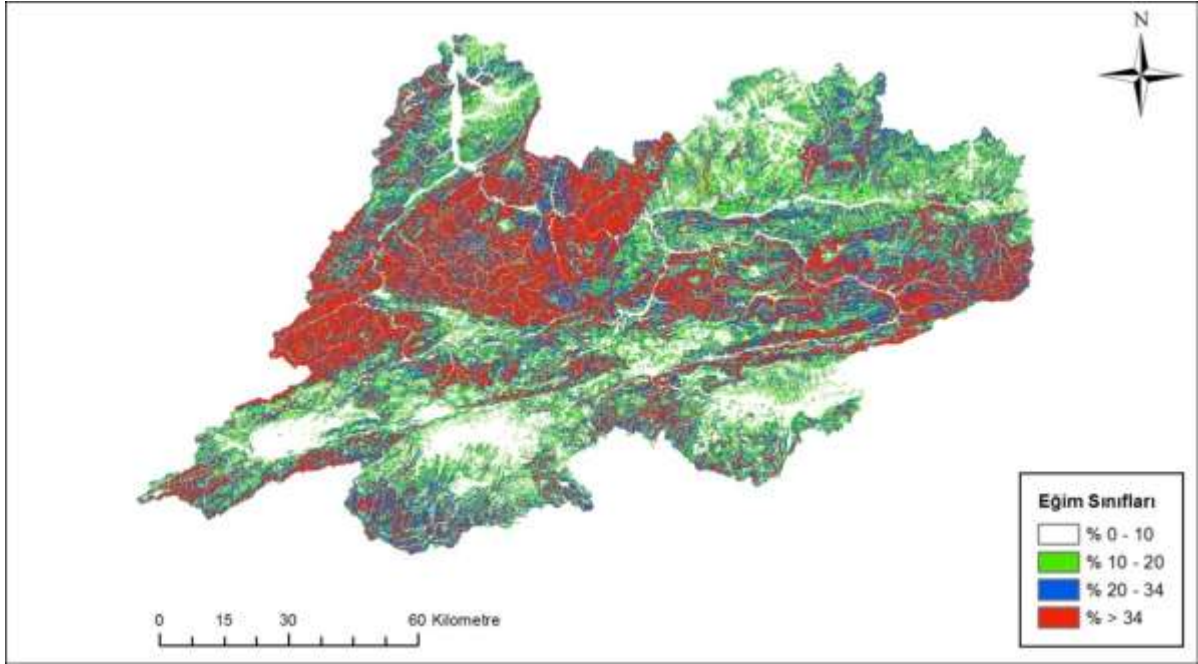 N
Eğim Sınıfları
% 0 - 10
% 10 - 20
% 20 - 34
% > 34
0 15 30 60 Kilometre